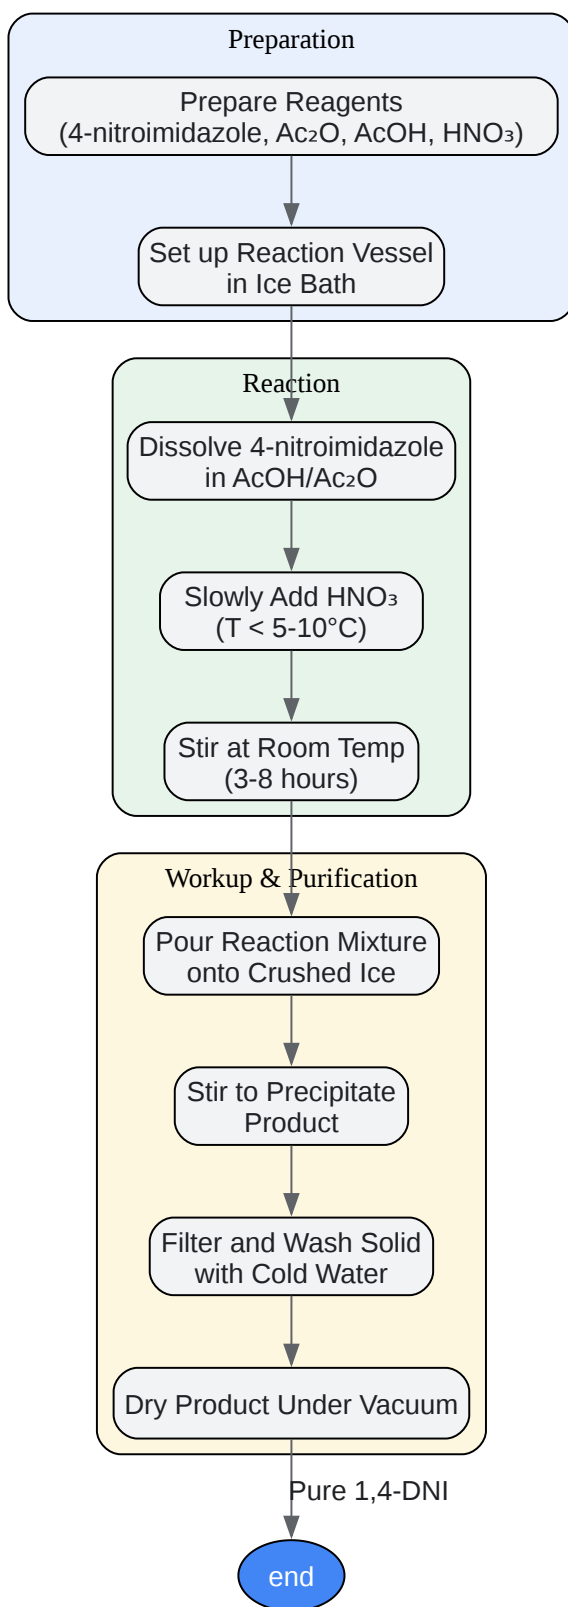 Preparation
Prepare Reagents
(4-nitroimidazole, Ac₂O, AcOH, HNO₃)
Set up Reaction Vessel
in Ice Bath
Reaction
Dissolve 4-nitroimidazole
in AcOH/Ac₂O
Slowly Add HNO₃
(T < 5-10°C)
Stir at Room Temp
(3-8 hours)
Workup & Purification
Pour Reaction Mixture
onto Crushed Ice
Stir to Precipitate
Product
Filter and Wash Solid
with Cold Water
Dry Product Under Vacuum
Pure 1,4-DNI
end